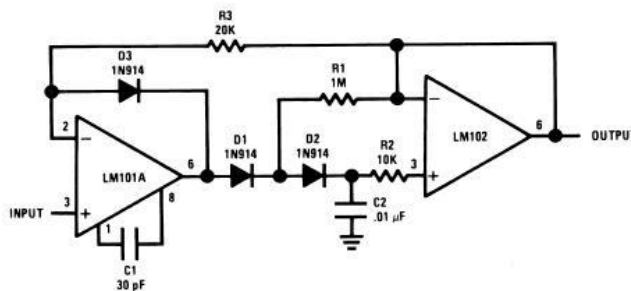 R3
20K
D3
1N914
R1
1M
2
−
6
D1
1N914
D2
1N914
R2
10K
3
−
+
LM102
6
OUTPUT
LM101A
INPUT
3
+
8
1
C1
30 pF
C2
.01 µF